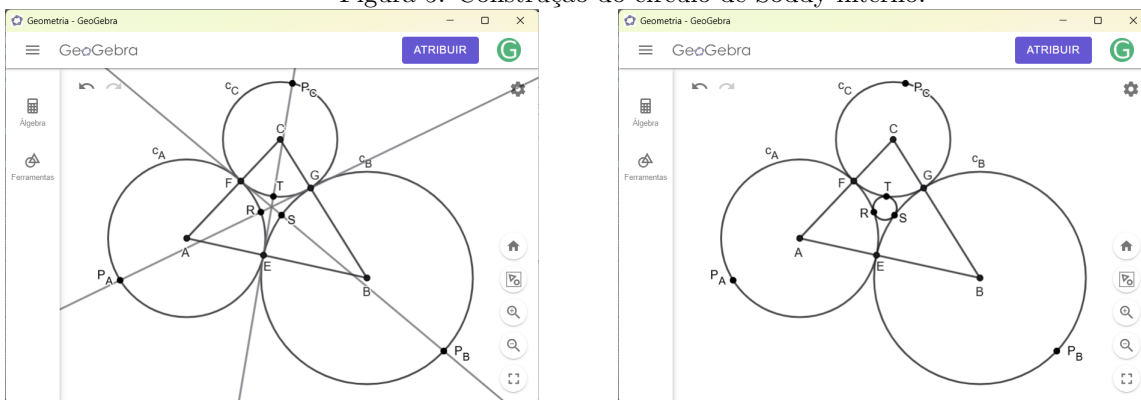 Figura 5: Construção do círculo de Soddy interno.
Geometria - GeoGebra
GeoGebra
ATRIBUIR
G
Álgebra
Ferramentas
c_C
P_C
C
c_A
c_B
F
G
T
R
S
A
E
P_A
B
P_B
Geometria - GeoGebra
GeoGebra
ATRIBUIR
G
Álgebra
Ferramentas
c_C
P_C
C
c_A
c_B
F
G
T
R
S
A
E
P_A
B
P_B